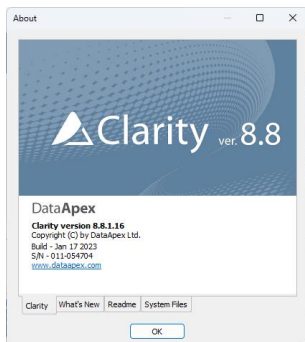 About
Clarity ver. 8.8
DataApex
Clarity version 8.8.1.16
Copyright (C) by DataApex Ltd.
Build - Jan 17 2023
S/N - 011-054704
www.dataapex.com
Clarity What's New Readme System Files
OK